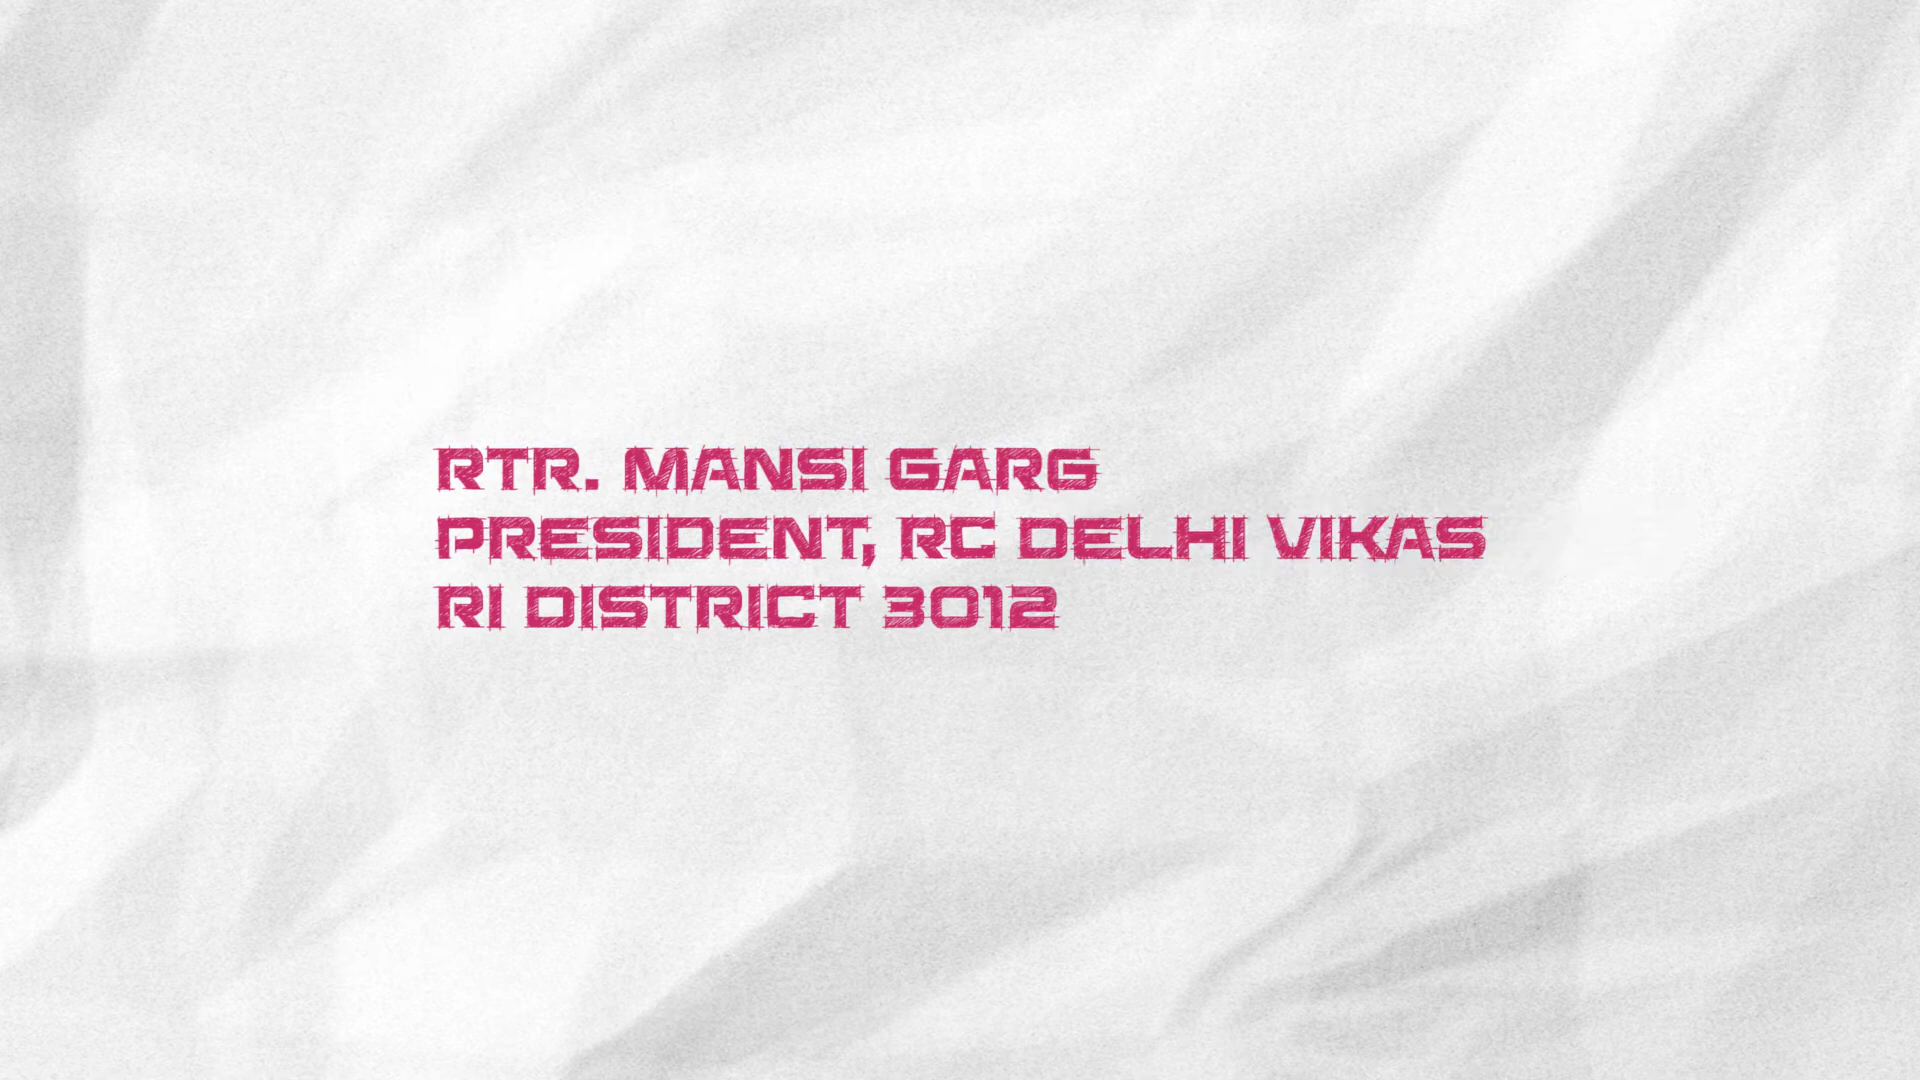 RTR. MANSI GARG
PRESIDENT, RC DELHI VIKAS
RI DISTRICT 3012